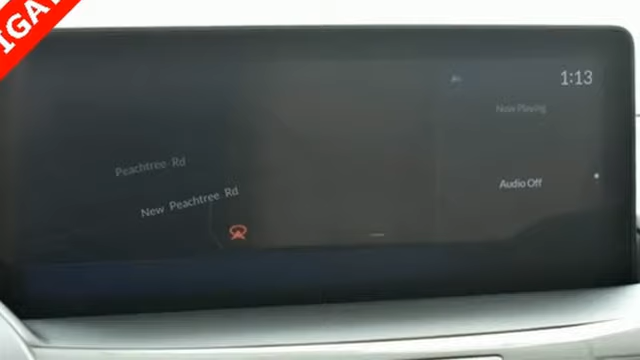 IGA
1:13
Now Playing
Peachtree Rd
Audio Off
New Peachtree Rd